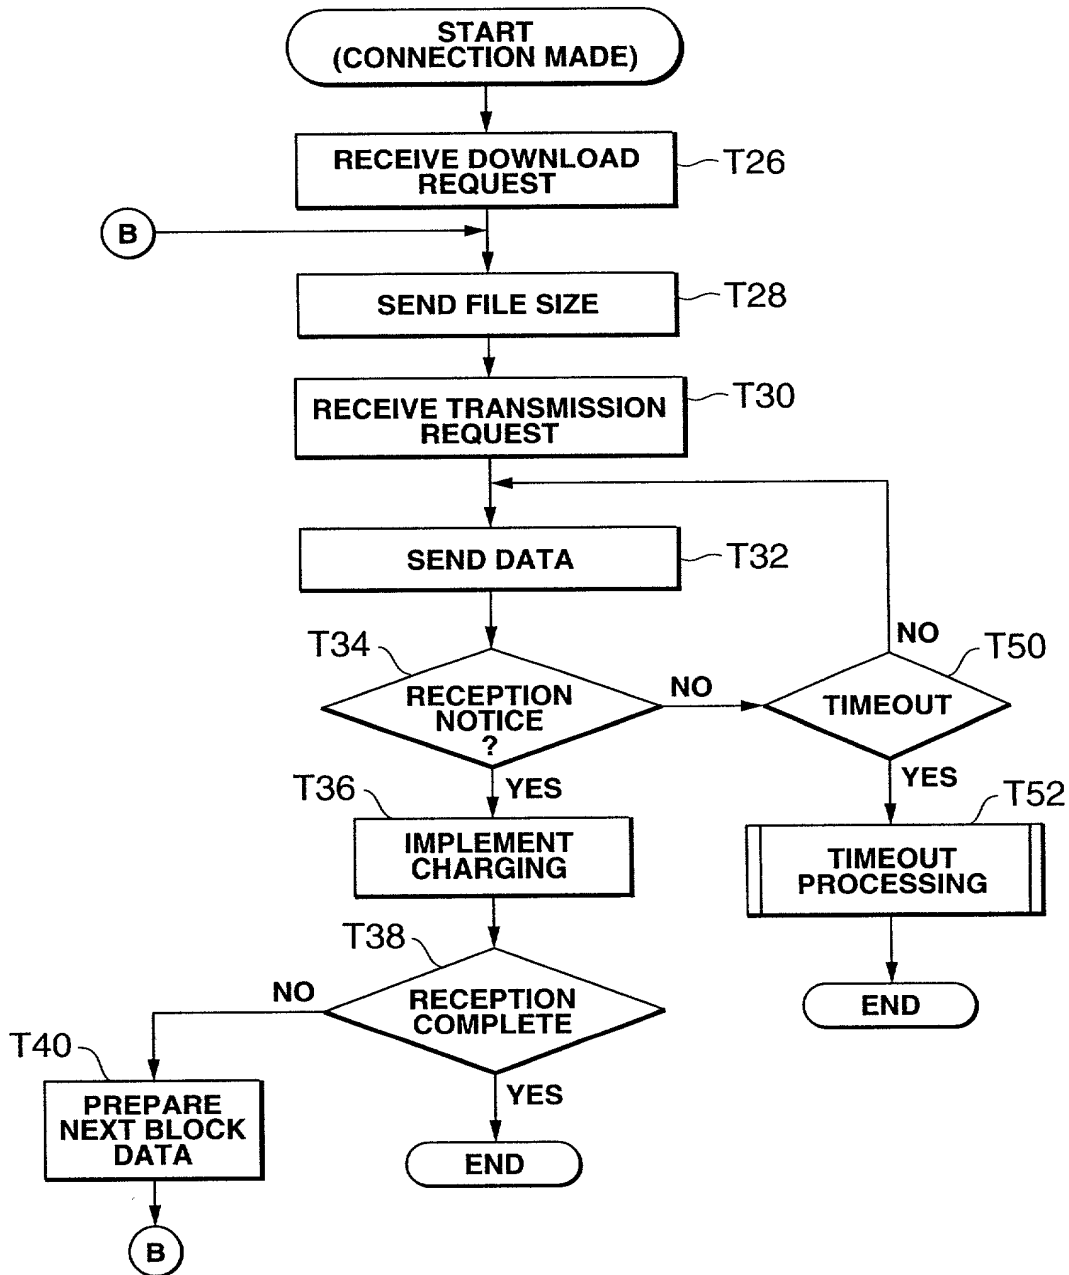 START
(CONNECTION MADE)
RECEIVE DOWNLOAD
REQUEST
T26
B
SEND FILE SIZE
T28
RECEIVE TRANSMISSION
REQUEST
T30
SEND DATA
T32
T34
RECEPTION
NOTICE
?
NO
YES
NO
T50
TIMEOUT
YES
T36
IMPLEMENT
CHARGING
T52
TIMEOUT
PROCESSING
END
T38
RECEPTION
COMPLETE
NO
YES
T40
PREPARE
NEXT BLOCK
DATA
END
B